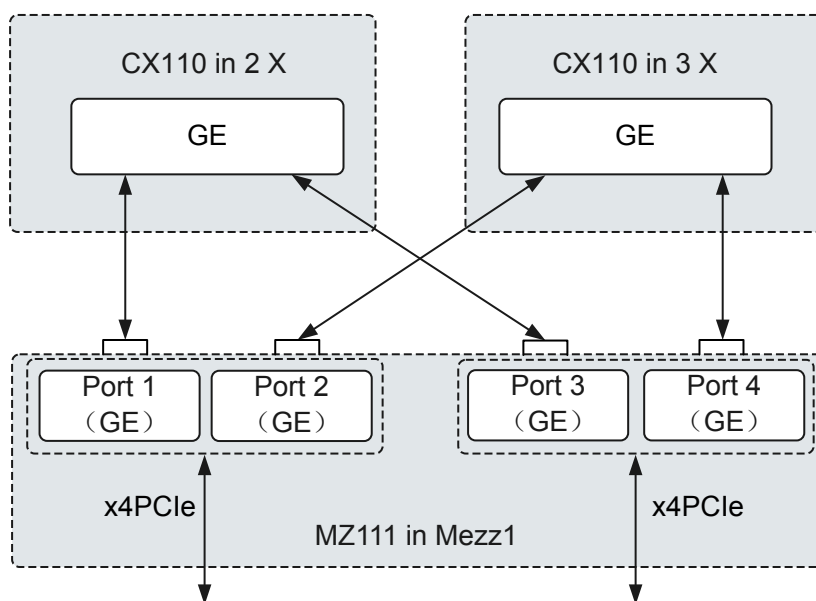 CX110 in 2 X
CX110 in 3 X
GE
GE
Port 1
（GE）
Port 2
（GE）
Port 3
（GE）
Port 4
（GE）
x4PCIe
x4PCIe
MZ111 in Mezz1